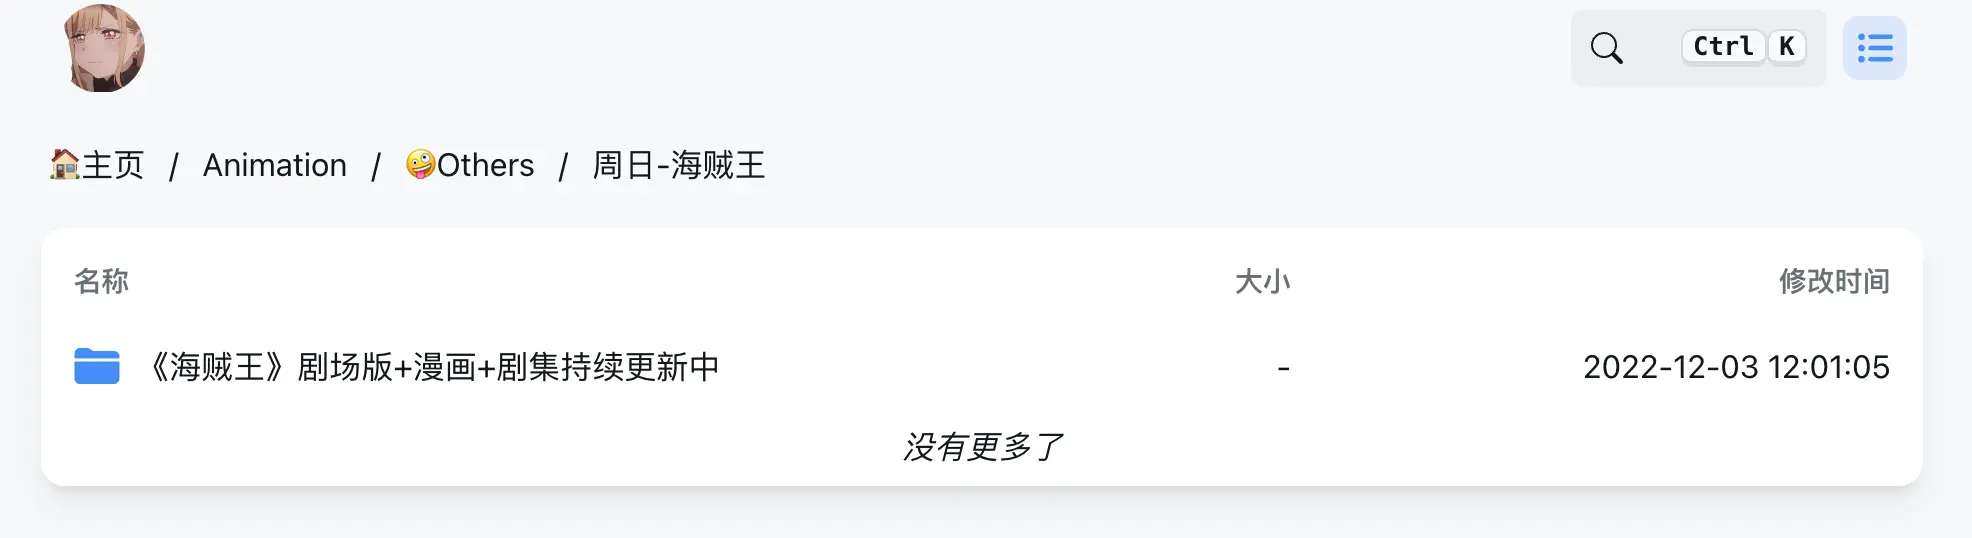 Ctrl K
🏠主页 / Animation / 🤪Others / 周日-海贼王
名称 大小 修改时间
《海贼王》剧场版+漫画+剧集持续更新中 - 2022-12-03 12:01:05
没有更多了